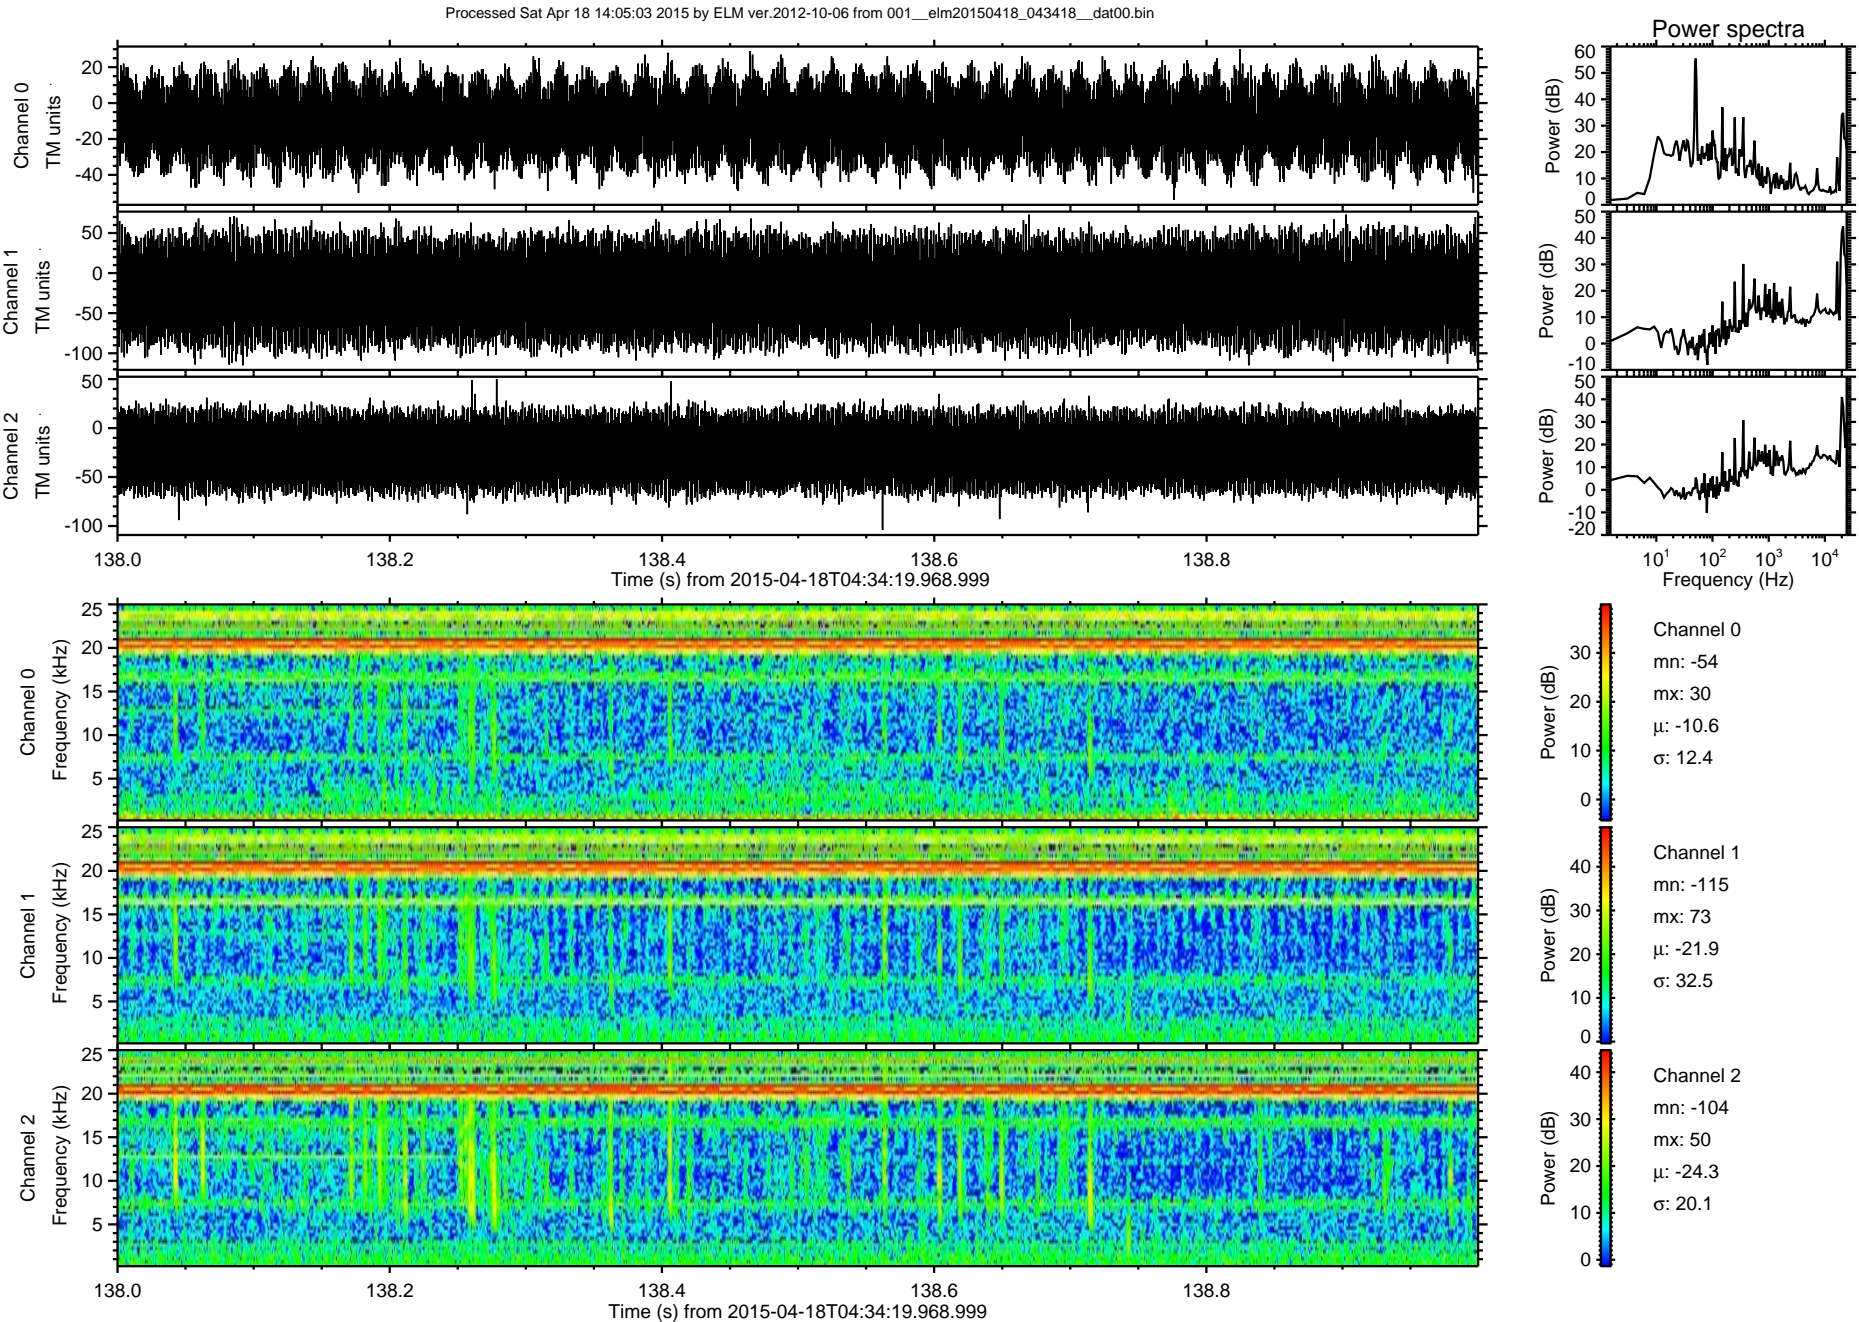 Processed Sat Apr 18 14:05:03 2015 by ELM ver.2012-10-06 from 001__elm20150418_043418__dat00.bin
Power spectra
Channel 0
TM units
20
0
-20
-40
Power (dB)
60
50
40
30
20
10
0
Channel 1
TM units
50
0
-50
-100
Power (dB)
50
40
30
20
10
0
-10
Channel 2
TM units
50
0
-50
-100
Power (dB)
50
40
30
20
10
0
-10
-20
138.0 138.2 138.4 138.6 138.8
Time (s) from 2015-04-18T04:34:19.968.999
10^1 10^2 10^3 10^4
Frequency (Hz)
Channel 0
Frequency (kHz)
25
20
15
10
5
Power (dB)
30
20
10
0
Channel 0
mn: -54
mx: 30
μ: -10.6
σ: 12.4
Channel 1
Frequency (kHz)
25
20
15
10
5
Power (dB)
40
30
20
10
0
Channel 1
mn: -115
mx: 73
μ: -21.9
σ: 32.5
Channel 2
Frequency (kHz)
25
20
15
10
5
Power (dB)
40
30
20
10
0
Channel 2
mn: -104
mx: 50
μ: -24.3
σ: 20.1
138.0 138.2 138.4 138.6 138.8
Time (s) from 2015-04-18T04:34:19.968.999